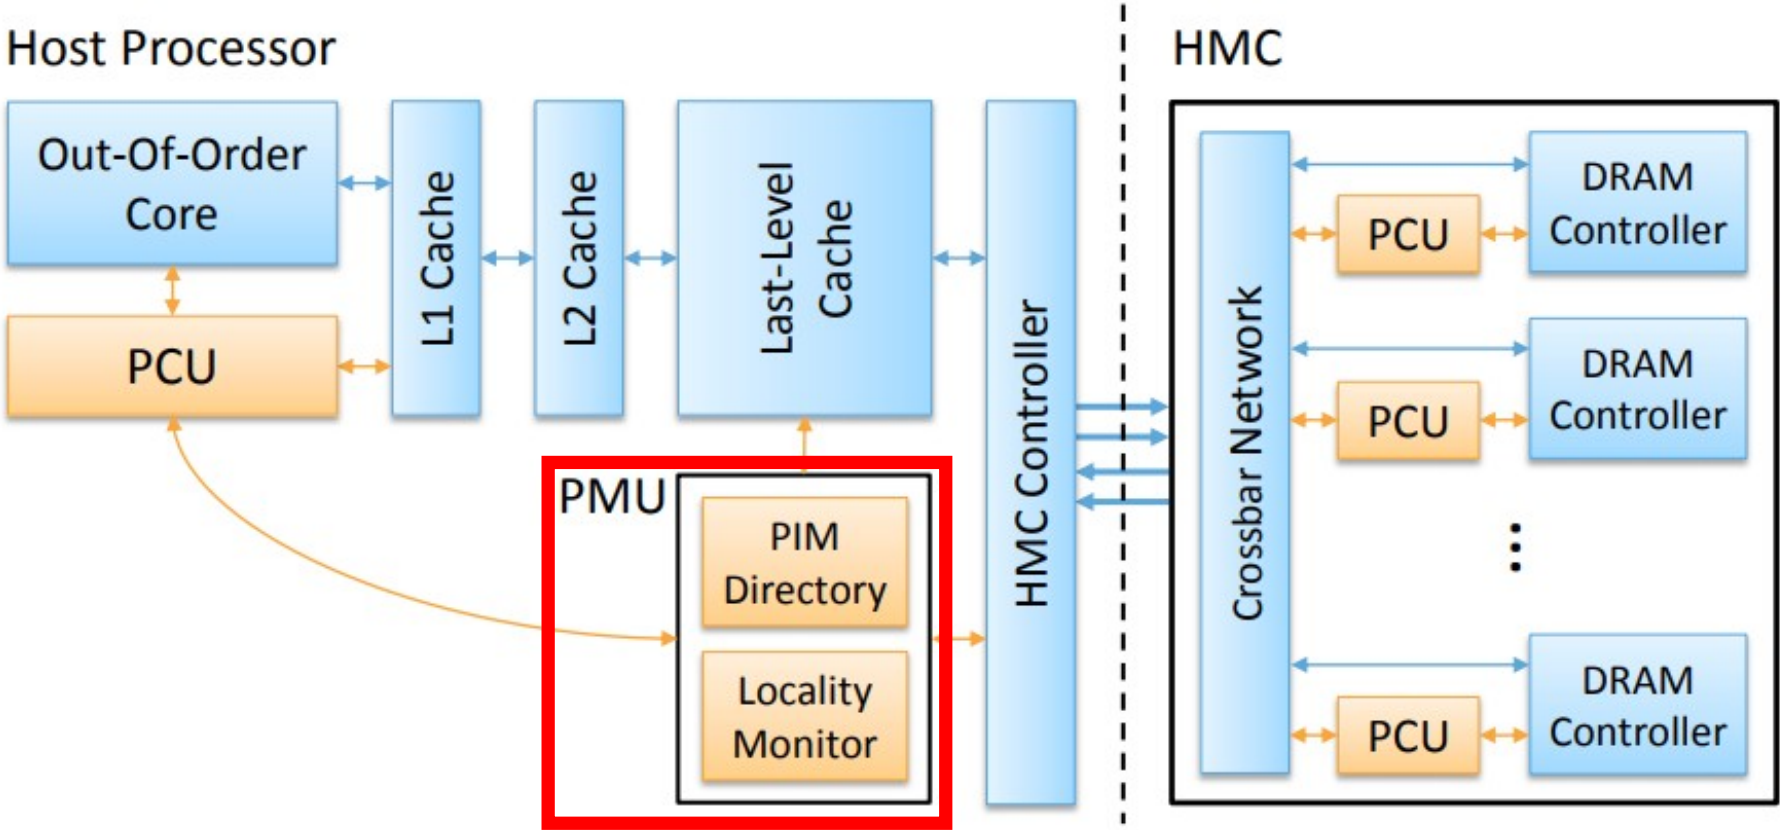 Host Processor
HMC
Out-Of-Order
Core
PCU
L1 Cache
L2 Cache
Last-Level
Cache
HMC Controller
PMU
PIM
Directory
Locality
Monitor
Crossbar Network
PCU
DRAM
Controller
PCU
DRAM
Controller
...
PCU
DRAM
Controller